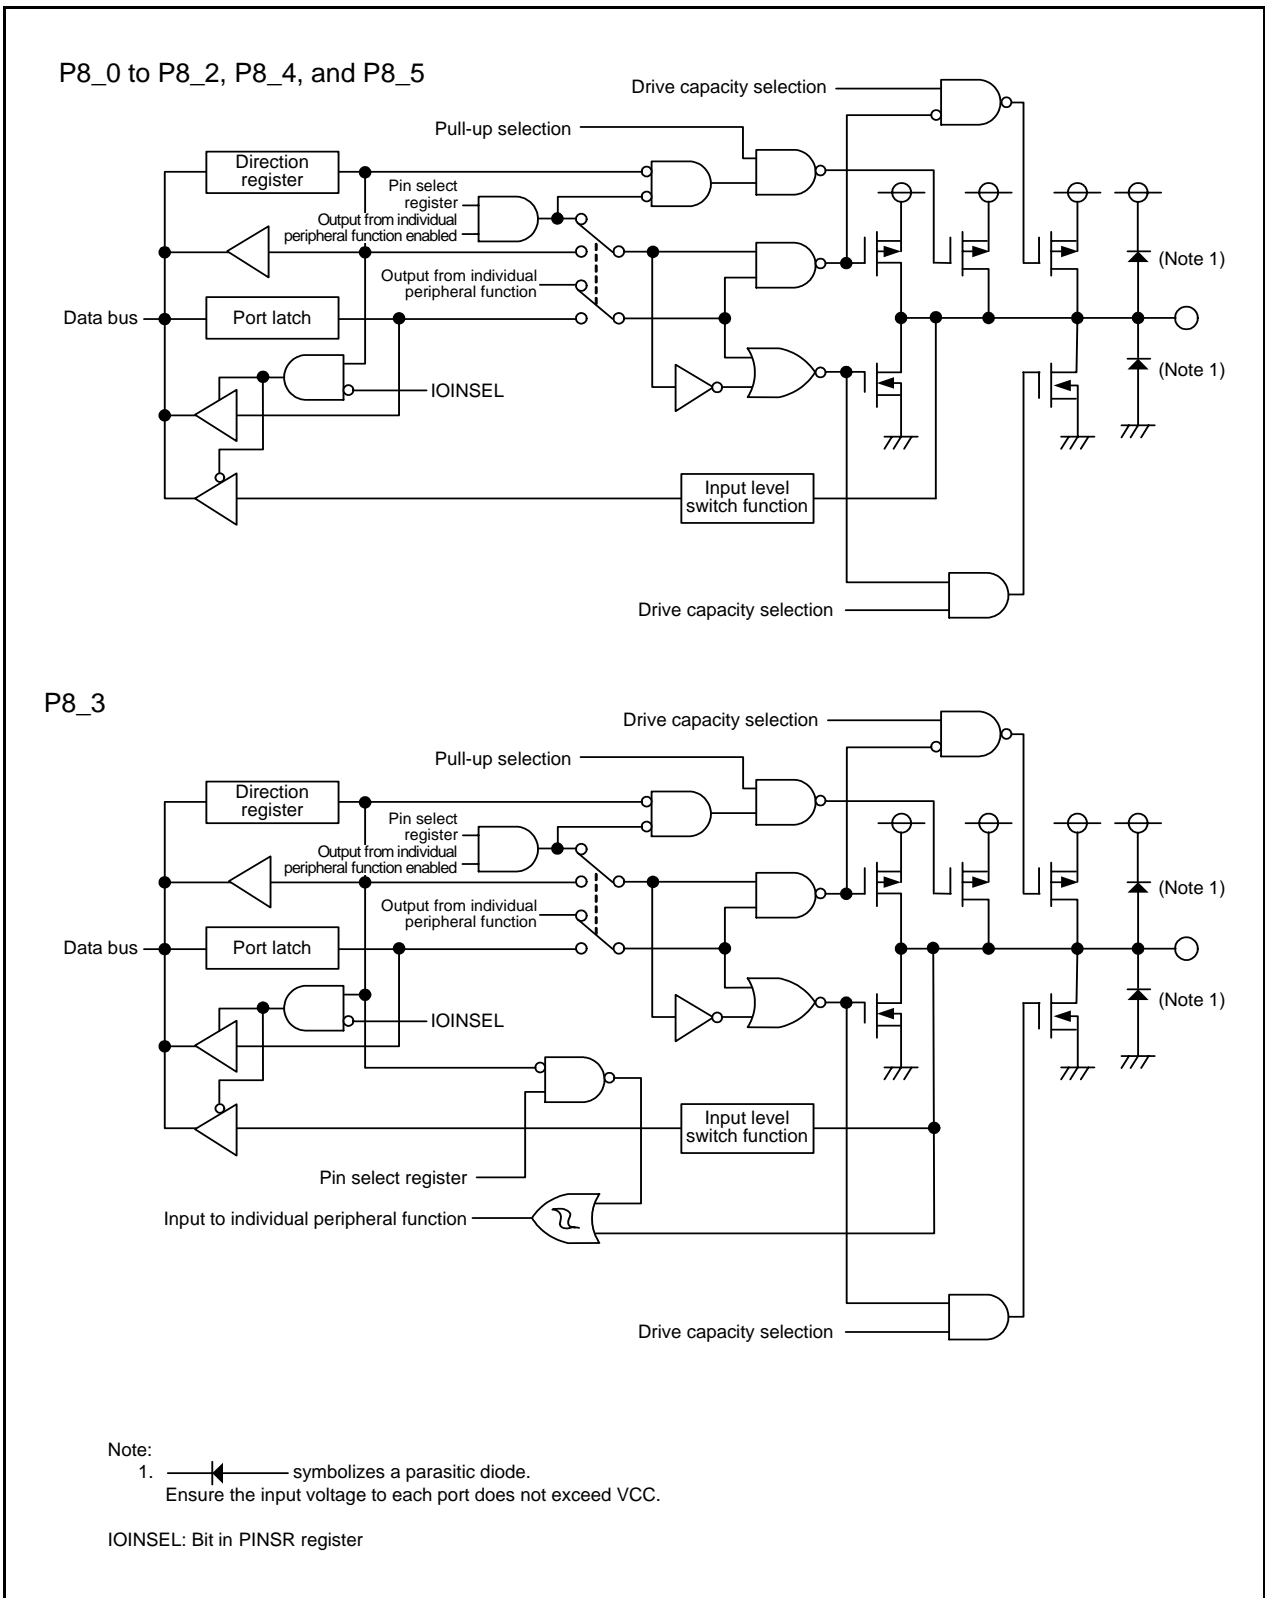 P8_0 to P8_2, P8_4, and P8_5
Drive capacity selection
Pull-up selection
Direction
register
Pin select
register
Output from individual
peripheral function enabled
(Note 1)
Output from individual
peripheral function
Data bus
Port latch
(Note 1)
IOINSEL
Input level
switch function
Drive capacity selection
P8_3
Drive capacity selection
Pull-up selection
Direction
register
Pin select
register
Output from individual
peripheral function enabled
(Note 1)
Output from individual
peripheral function
Data bus
Port latch
(Note 1)
IOINSEL
Input level
switch function
Pin select register
Input to individual peripheral function
Drive capacity selection
Note:
1. symbolizes a parasitic diode.
Ensure the input voltage to each port does not exceed VCC.
IOINSEL: Bit in PINSR register